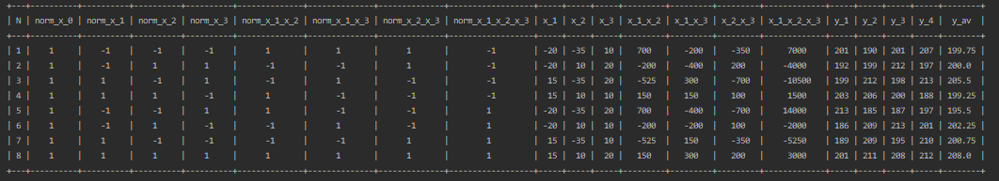 | N | norm_x_0 | norm_x_1 | norm_x_2 | norm_x_3 | norm_x_1_x_2 | norm_x_1_x_3 | norm_x_2_x_3 | norm_x_1_x_2_x_3 | x_1 | x_2 | x_3 | x_1_x_2 | x_1_x_3 | x_2_x_3 | x_1_x_2_x_3 | y_1 | y_2 | y_3 | y_4 | y_av |
| 1 | 1 | -1 | -1 | -1 | 1 | 1 | 1 | -1 | -20 | -35 | 10 | 700 | -200 | -350 | 7000 | 201 | 190 | 201 | 207 | 199.75 |
| 2 | 1 | -1 | 1 | 1 | -1 | -1 | 1 | -1 | -20 | 10 | 20 | -200 | -400 | 200 | -4000 | 192 | 199 | 212 | 197 | 200.0 |
| 3 | 1 | 1 | -1 | 1 | -1 | 1 | -1 | -1 | 15 | -35 | 20 | -525 | 300 | -700 | -10500 | 199 | 212 | 198 | 213 | 205.5 |
| 4 | 1 | 1 | 1 | -1 | 1 | -1 | -1 | -1 | 15 | 10 | 10 | 150 | 150 | 100 | 1500 | 203 | 206 | 200 | 188 | 199.25 |
| 5 | 1 | -1 | -1 | 1 | 1 | -1 | -1 | 1 | -20 | -35 | 20 | 700 | -400 | -700 | 14000 | 213 | 185 | 187 | 197 | 195.5 |
| 6 | 1 | -1 | 1 | -1 | -1 | 1 | -1 | 1 | -20 | 10 | 10 | -200 | -200 | 100 | -2000 | 186 | 209 | 213 | 201 | 202.25 |
| 7 | 1 | 1 | -1 | -1 | -1 | -1 | 1 | 1 | 15 | -35 | 10 | -525 | 150 | -350 | -5250 | 189 | 209 | 195 | 210 | 200.75 |
| 8 | 1 | 1 | 1 | 1 | 1 | 1 | 1 | 1 | 15 | 10 | 20 | 150 | 300 | 200 | 3000 | 201 | 211 | 208 | 212 | 208.0 |